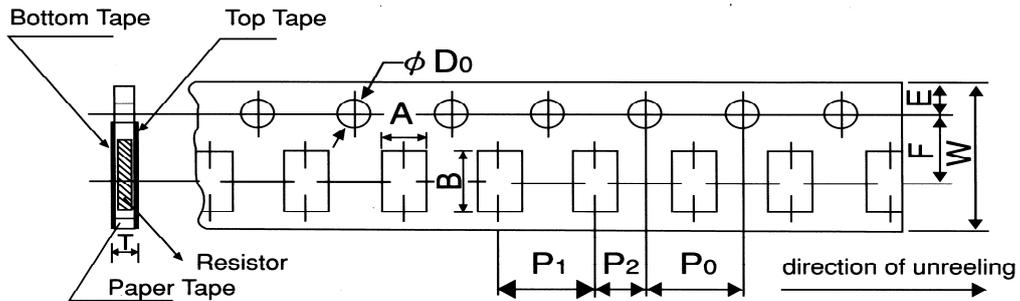 Bottom Tape
Top Tape
ϕ D0
A
B
E
F
W
T
Resistor
Paper Tape
P1
P2
P0
direction of unreeling